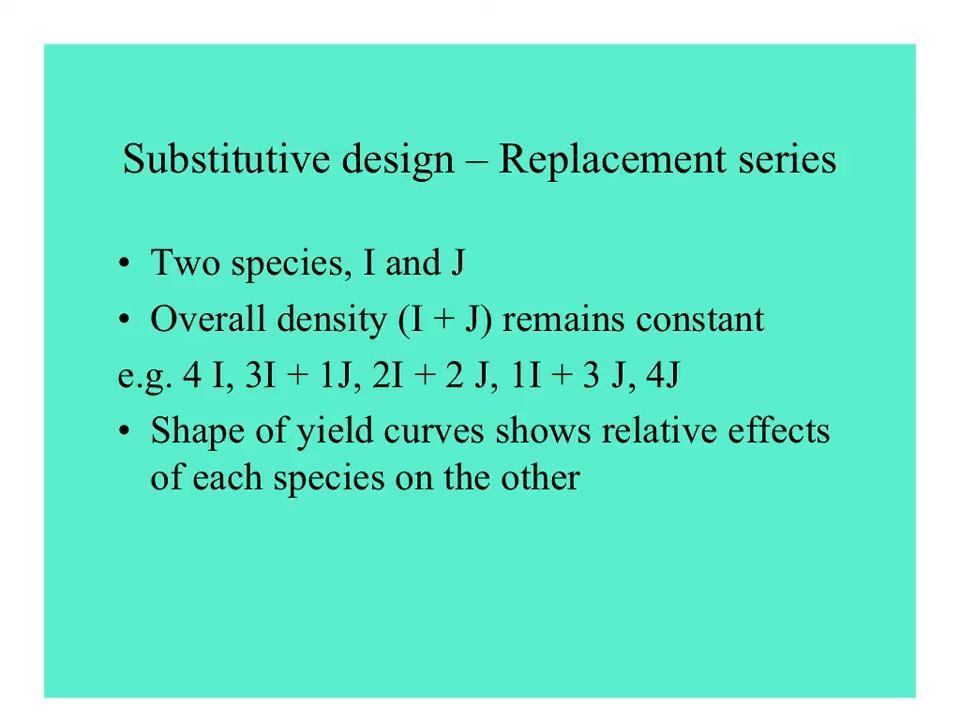 Substitutive design – Replacement series
• Two species, I and J
• Overall density (I + J) remains constant
e.g. 4 I, 3I + 1J, 2I + 2 J, 1I + 3 J, 4J
• Shape of yield curves shows relative effects
of each species on the other